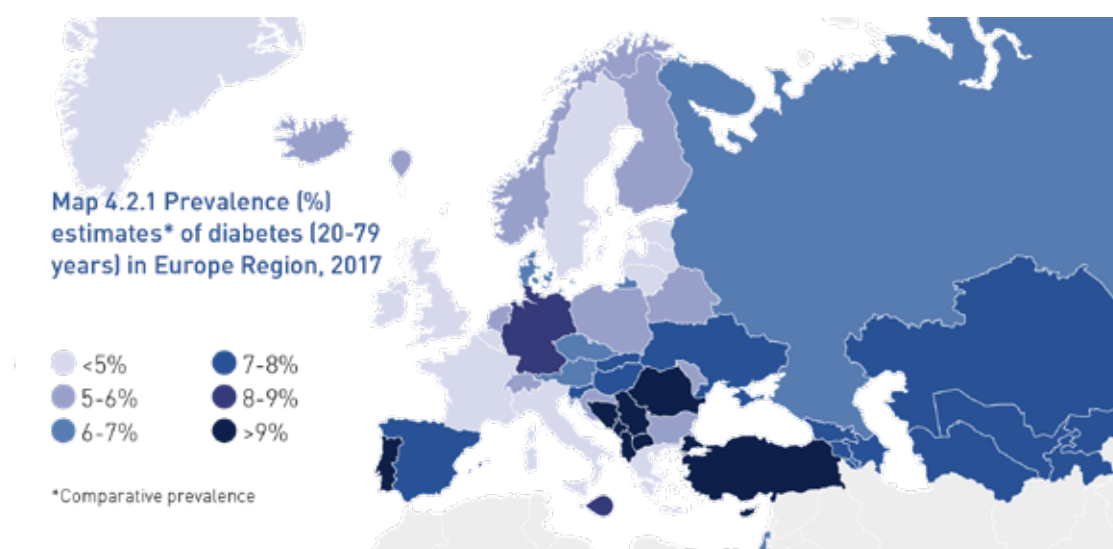 Map 4.2.1 Prevalence (%)
estimates* of diabetes (20-79
years) in Europe Region, 2017
<5%
5-6%
6-7%
7-8%
8-9%
>9%
*Comparative prevalence